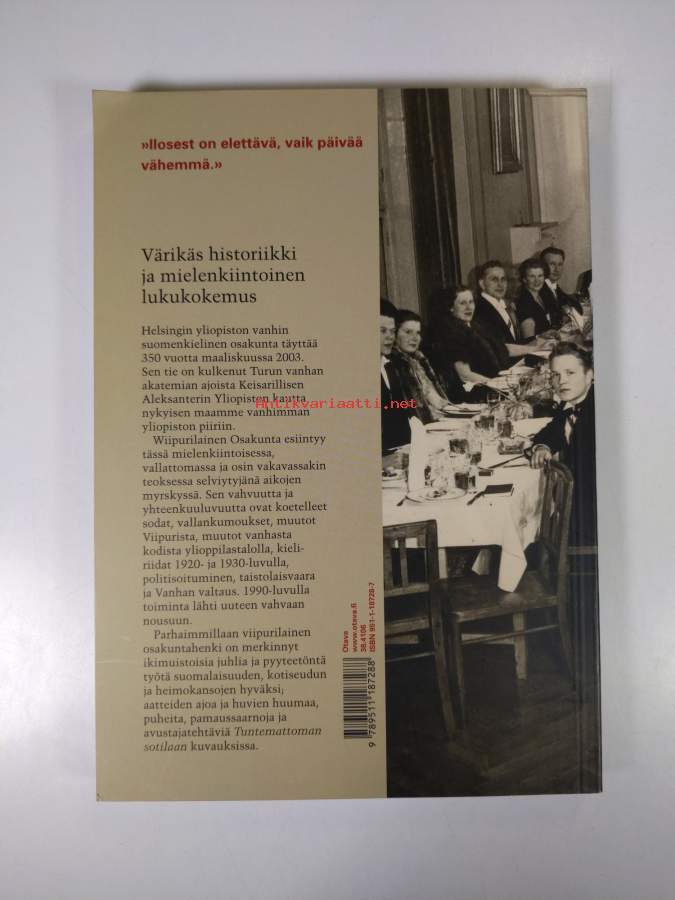 »Ilosest on elettävä, vaik päivää
vähemmä.»
Värikäs historiikki
ja mielenkiintoinen
lukukokemus
Helsingin yliopiston vanhin
suomenkielinen osakunta täyttää
350 vuotta maaliskuussa 2003.
Sen tie on kulkenut Turun vanhan
akatemian ajoista Keisarillisen
Aleksanterin Yliopiston kautta
Antikvariaatti.net
nykyisen maamme vanhimman
yliopiston piiriin.
Wiipurilainen Osakunta esiintyy
tässä mielenkiintoisessa,
vallattomassa ja osin vakavassakin
teoksessa selviytyjänä aikojen
myrskyssä. Sen vahvuutta ja
yhteenkuuluvuutta ovat koetelleet
sodat, vallankumoukset, muutot
Viipurista, muutot vanhasta
kodista ylioppilastalolla, kieli-
riidat 1920- ja 1930-luvulla,
politisoituminen, taistolaisvaara
ja Vanhan valtaus. 1990-luvulla
toiminta lähti uuteen vahvaan
nousuun.
Parhaimmillaan viipurilainen
osakuntahenki on merkinnyt
ikimuistoisia juhlia ja pyyteetöntä
työtä suomalaisuuden, kotiseudun
ja heimokansojen hyväksi;
aatteiden ajoa ja huvien huumaa,
puheita, pamaussaarnoja ja
avustajatehtäviä Tuntemattoman
sotilaan kuvauksissa.
Otava
www.otava.fi
38.4106
ISBN 951-1-18728-7
9 789511 187288